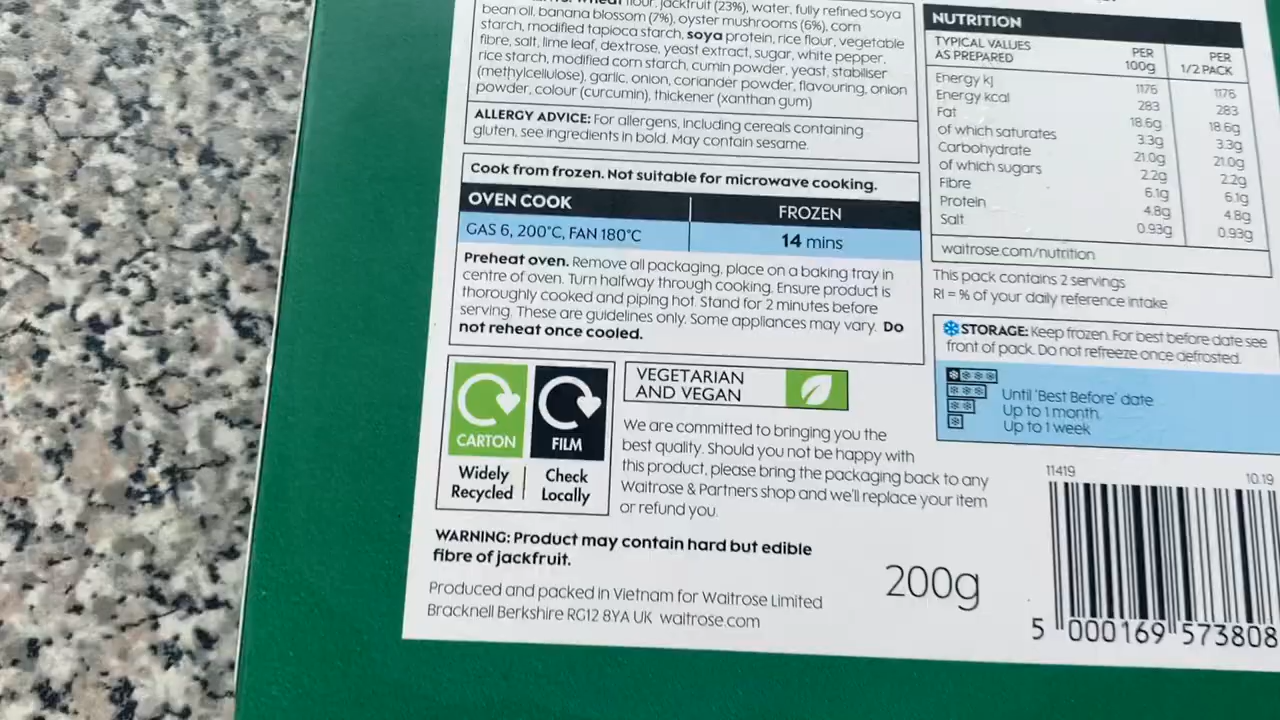 flour, jackfruit (23%), water, fully refined soya
bean oil, banana blossom (7%), oyster mushrooms (6%), corn
starch, modified tapioca starch, soya protein, rice flour, vegetable
fibre, salt, lime leaf, dextrose, yeast extract, sugar, white pepper,
rice starch, modified corn starch, cumin powder, yeast, stabiliser
(methylcellulose), garlic, onion, coriander powder, flavouring, onion
powder, colour (curcumin), thickener (xanthan gum)
ALLERGY ADVICE: For allergens, including cereals containing
gluten, see ingredients in bold. May contain sesame.
Cook from frozen. Not suitable for microwave cooking.
OVEN COOK FROZEN
GAS 6, 200°C, FAN 180°C 14 mins
Preheat oven. Remove all packaging, place on a baking tray in
centre of oven. Turn halfway through cooking. Ensure product is
thoroughly cooked and piping hot. Stand for 2 minutes before
serving. These are guidelines only. Some appliances may vary. Do
not reheat once cooled.
CARTON
Widely
Recycled
FILM
Check
Locally
VEGETARIAN
AND VEGAN
We are committed to bringing you the
best quality. Should you not be happy with
this product, please bring the packaging back to any
Waitrose & Partners shop and we'll replace your item
or refund you.
WARNING: Product may contain hard but edible
fibre of jackfruit.
Produced and packed in Vietnam for Waitrose Limited
Bracknell Berkshire RG12 8YA UK waitrose.com
200g
NUTRITION
TYPICAL VALUES
AS PREPARED
PER
100g
PER
1/2 PACK
Energy kj 1176 1176
Energy kcal 283 283
Fat 18.6g 18.6g
of which saturates 3.3g 3.3g
Carbohydrate 21.0g 21.0g
of which sugars 2.2g 2.2g
Fibre 6.1g 6.1g
Protein 4.8g 4.8g
Salt 0.93g 0.93g
waitrose.com/nutrition
This pack contains 2 servings
RI = % of your daily reference intake
STORAGE: Keep frozen. For best before date see
front of pack. Do not refreeze once defrosted.
Until 'Best Before' date
Up to 1 month
Up to 1 week
11419 10.19
5 000169 573808